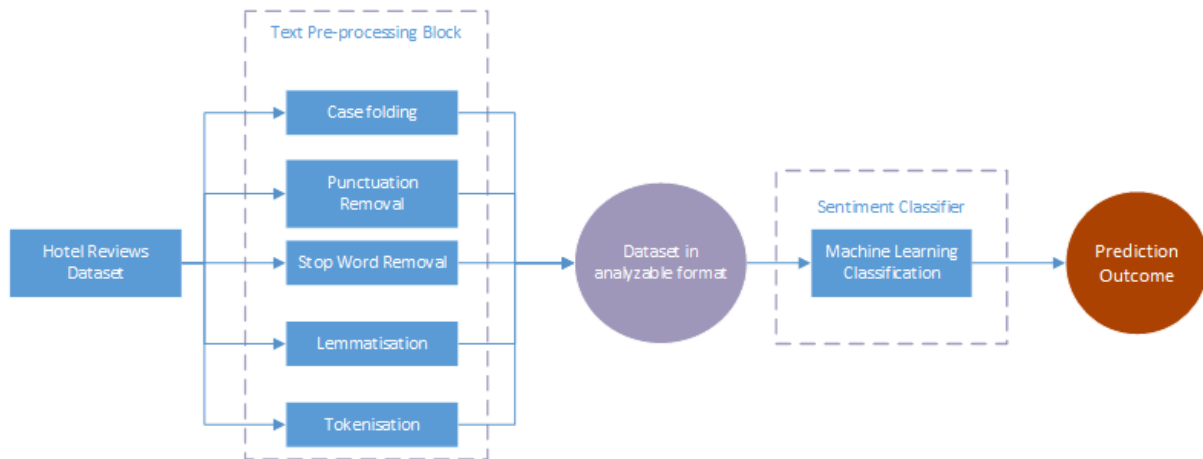 Text Pre-processing Block
Case folding
Punctuation
Removal
Hotel Reviews
Dataset
Stop Word Removal
Lemmatisation
Tokenisation
Dataset in
analyzable format
Sentiment Classifier
Machine Learning
Classification
Prediction
Outcome